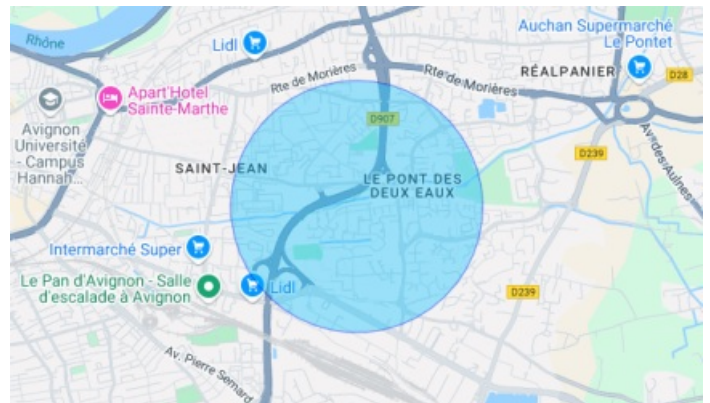 Auchan Supermarché
Le Pontet
Rhône
Lidl
Rte de Morières
Rte de Morières
RÉALPANIER
D28
Apart'Hotel
Sainte-Marthe
Avignon
Université
- Campus
Hannah...
D907
Av. des Aulnes
D239
SAINT-JEAN
LE PONT DES
DEUX EAUX
Intermarché Super
Le Pan d'Avignon - Salle
d'escalade à Avignon
Lidl
D239
Av. Pierre Semard